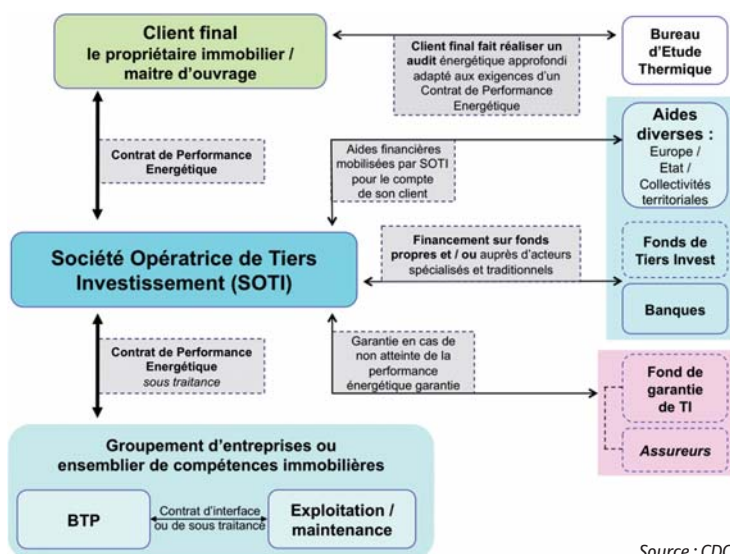 Client final
le propriétaire immobilier /
maitre d'ouvrage
Client final fait réaliser un
audit énergétique approfondi
adapté aux exigences d'un
Contrat de Performance
Energétique
Bureau
d'Etude
Thermique
Contrat de Performance
Energétique
Aides financières
mobilisées par SOTI
pour le compte
de son client
Aides
diverses :
Europe /
Etat /
Collectivités
territoriales
Société Opératrice de Tiers
Investissement (SOTI)
Financement sur fonds
propres et / ou auprès d'acteurs
spécialisés et traditionnels
Fonds de
Tiers Invest
Banques
Contrat de Performance
Energétique
sous traitance
Garantie en cas de
non atteinte de la
performance
énergétique garantie
Fond de
garantie
de TI
Assureurs
Groupement d'entreprises ou
ensemblier de compétences immobilières
BTP
Contrat d'interface
ou de sous traitance
Exploitation /
maintenance
Source : CDC